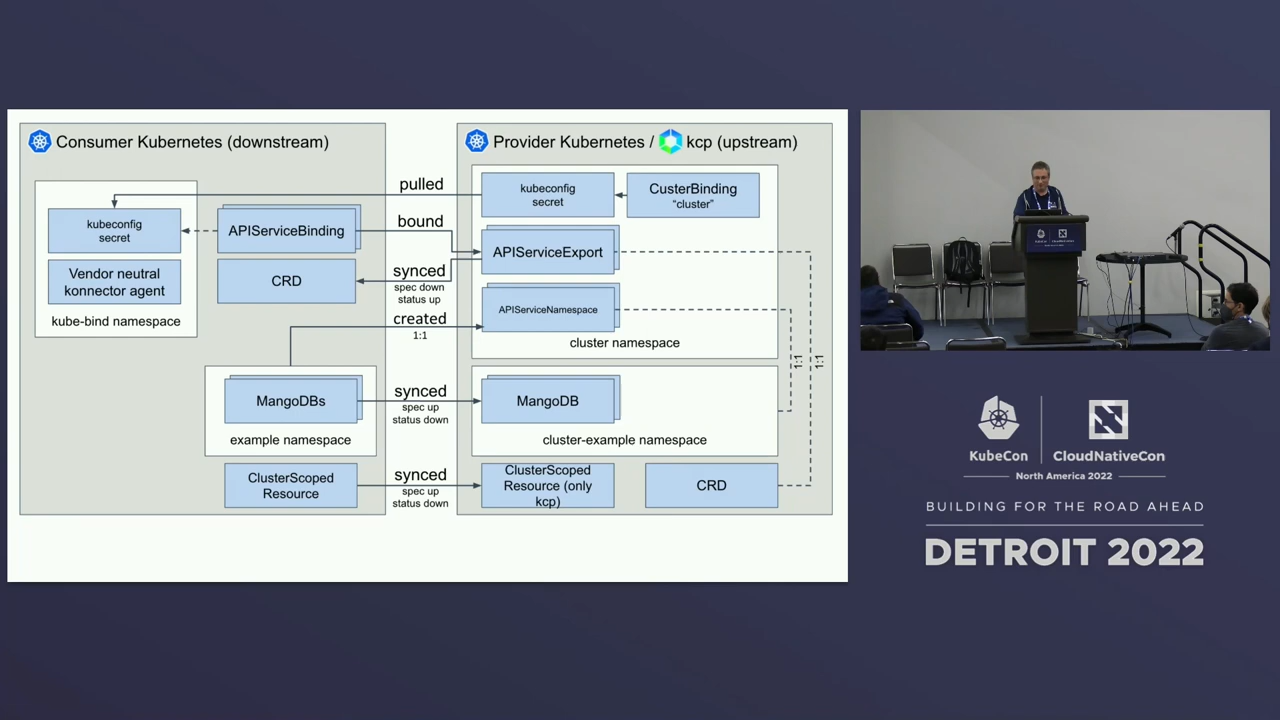 Consumer Kubernetes (downstream)
kubeconfig
secret
Vendor neutral
konnector agent
kube-bind namespace
APIServiceBinding
CRD
MangoDBs
example namespace
ClusterScoped
Resource
pulled
bound
synced
spec down
status up
created
1:1
synced
spec up
status down
synced
spec up
status down
Provider Kubernetes / kcp (upstream)
kubeconfig
secret
CusterBinding
"cluster"
APIServiceExport
APIServiceNamespace
cluster namespace
MangoDB
cluster-example namespace
ClusterScoped
Resource (only
kcp)
CRD
1:1
1:1
KubeCon
CloudNativeCon
North America 2022
BUILDING FOR THE ROAD AHEAD
DETROIT 2022